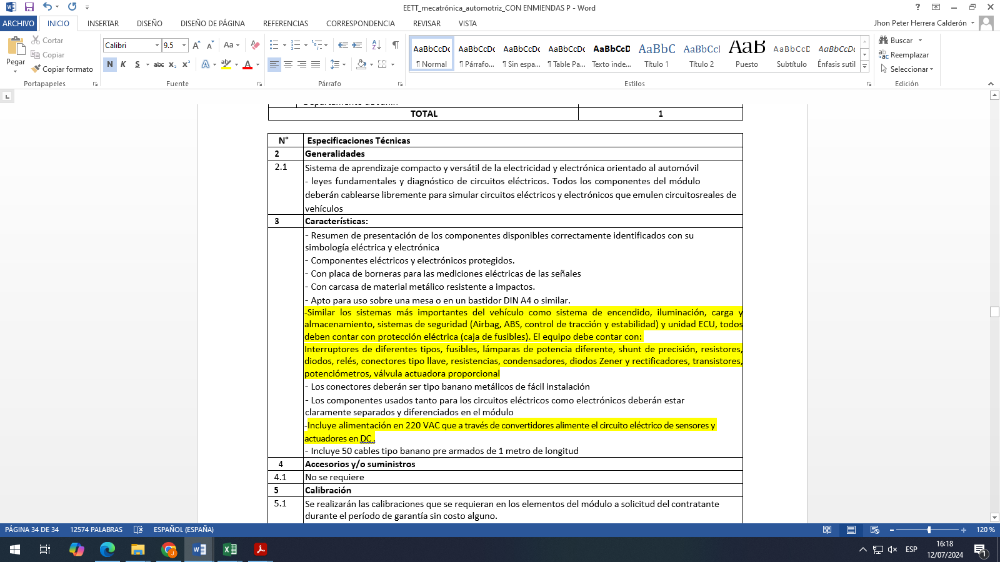 EETT_mecatrónica_automotriz_CON ENMIENDAS P - Word
ARCHIVO INICIO INSERTAR DISEÑO DISEÑO DE PÁGINA REFERENCIAS CORRESPONDENCIA REVISAR VISTA Jhon Peter Herrera Calderón
Pegar
Cortar
Copiar
Copiar formato
Portapapeles
Calibri 9.5
Fuente
Párrafo
AaBbCcDc AaBbCcDc AaBbCcDc AaBbCcDc AaBbCcD AaBbC AaBbCcI AaB AaBbCcD AaBbCcDc
¶ Normal ¶ Párrafo... ¶ Sin espa... ¶ Table Pa... Texto inde... Título 1 Título 2 Puesto Subtítulo Énfasis sutil
Estilos
Buscar
Reemplazar
Seleccionar
Edición
TOTAL 1
N° Especificaciones Técnicas
2 Generalidades
2.1 Sistema de aprendizaje compacto y versátil de la electricidad y electrónica orientado al automóvil
- leyes fundamentales y diagnóstico de circuitos eléctricos. Todos los componentes del módulo
deberán cablearse libremente para simular circuitos eléctricos y electrónicos que emulen circuitosreales de
vehículos
3 Características:
- Resumen de presentación de los componentes disponibles correctamente identificados con su
simbología eléctrica y electrónica
- Componentes eléctricos y electrónicos protegidos.
- Con placa de borneras para las mediciones eléctricas de las señales
- Con carcasa de material metálico resistente a impactos.
- Apto para uso sobre una mesa o en un bastidor DIN A4 o similar.
-Similar los sistemas más importantes del vehículo como sistema de encendido, iluminación, carga y
almacenamiento, sistemas de seguridad (Airbag, ABS, control de tracción y estabilidad) y unidad ECU, todos
deben contar con protección eléctrica (caja de fusibles). El equipo debe contar con:
Interruptores de diferentes tipos, fusibles, lámparas de potencia diferente, shunt de precisión, resistores,
diodos, relés, conectores tipo llave, resistencias, condensadores, diodos Zener y rectificadores, transistores,
potenciómetros, válvula actuadora proporcional
- Los conectores deberán ser tipo banano metálicos de fácil instalación
- Los componentes usados tanto para los circuitos eléctricos como electrónicos deberán estar
claramente separados y diferenciados en el módulo
-Incluye alimentación en 220 VAC que a través de convertidores alimente el circuito eléctrico de sensores y
actuadores en DC .
- Incluye 50 cables tipo banano pre armados de 1 metro de longitud
4 Accesorios y/o suministros
4.1 No se requiere
5 Calibración
5.1 Se realizarán las calibraciones que se requieran en los elementos del módulo a solicitud del contratante
durante el período de garantía sin costo alguno.
PÁGINA 34 DE 34 12574 PALABRAS ESPAÑOL (ESPAÑA) 120 %
ESP
16:18
12/07/2024
1